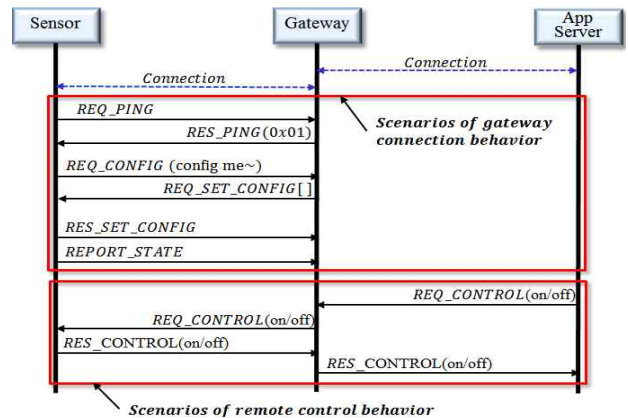 Sensor
Gateway
App
Server
Connection
Connection
REQ_PING
Scenarios of gateway
connection behavior
RES_PING(0x01)
REQ_CONFIG (config me~)
REQ_SET_CONFIG[ ]
RES_SET_CONFIG
REPORT_STATE
REQ_CONTROL(on/off)
REQ_CONTROL(on/off)
RES_CONTROL(on/off)
RES_CONTROL(on/off)
Scenarios of remote control behavior